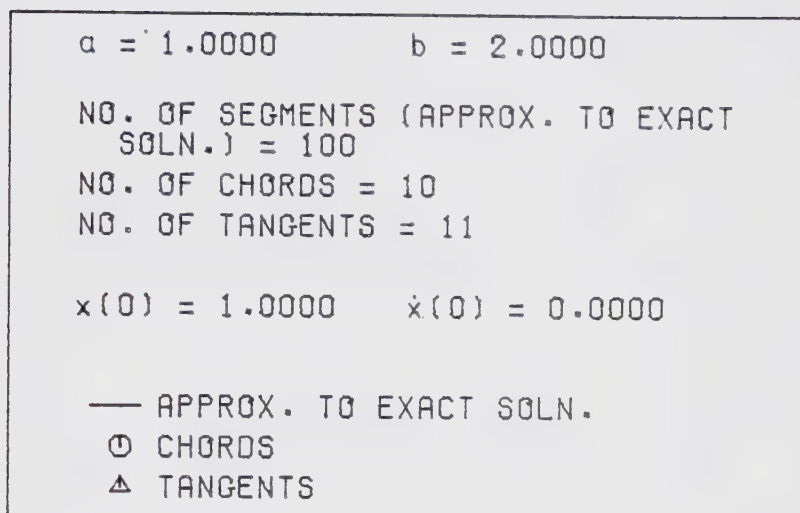 a = 1.0000 b = 2.0000
NO. OF SEGMENTS (APPROX. TO EXACT
SOLN.) = 100
NO. OF CHORDS = 10
NO. OF TANGENTS = 11
x(0) = 1.0000 ẋ(0) = 0.0000
APPROX. TO EXACT SOLN.
CHORDS
TANGENTS